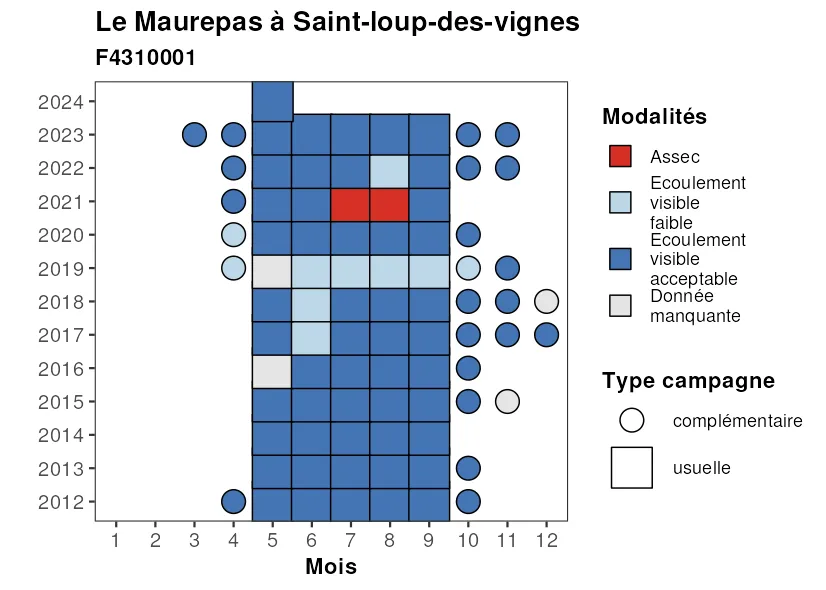 Le Maurepas à Saint-loup-des-vignes
F4310001
2024
2023
2022
2021
2020
2019
2018
2017
2016
2015
2014
2013
2012
1 2 3 4 5 6 7 8 9 10 11 12
Mois
Modalités
Assec
Ecoulement
visible
faible
Ecoulement
visible
acceptable
Donnée
manquante
Type campagne
complémentaire
usuelle